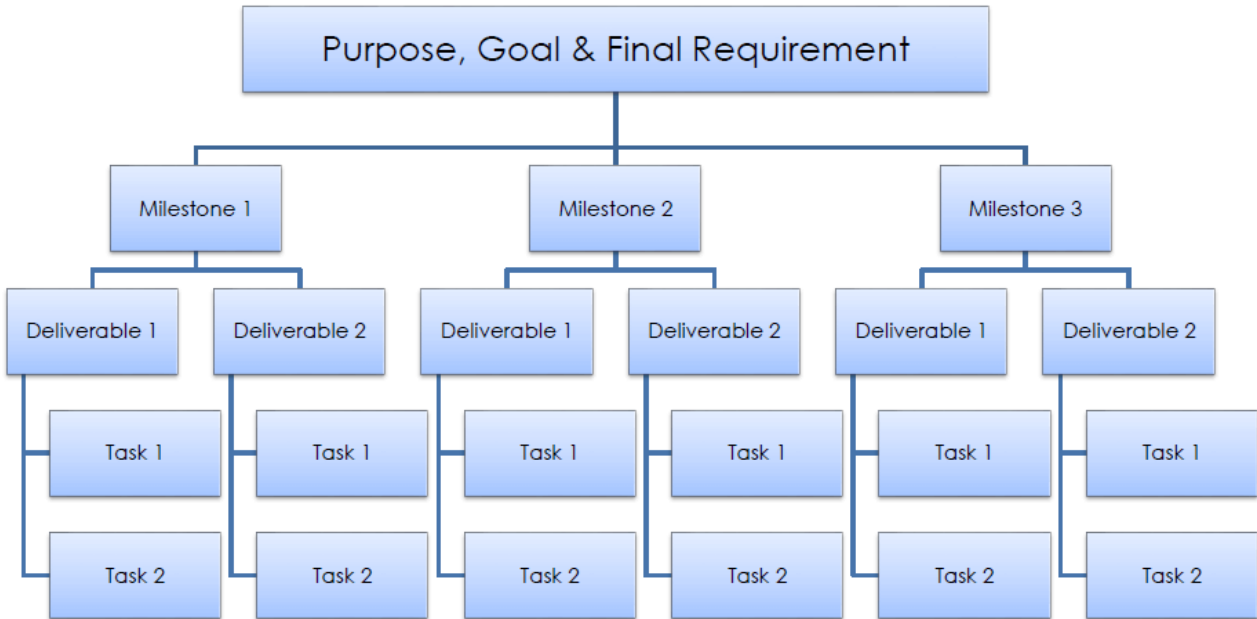 Purpose, Goal & Final Requirement
Milestone 1
Milestone 2
Milestone 3
Deliverable 1
Deliverable 2
Deliverable 1
Deliverable 2
Deliverable 1
Deliverable 2
Task 1
Task 1
Task 1
Task 1
Task 1
Task 1
Task 2
Task 2
Task 2
Task 2
Task 2
Task 2